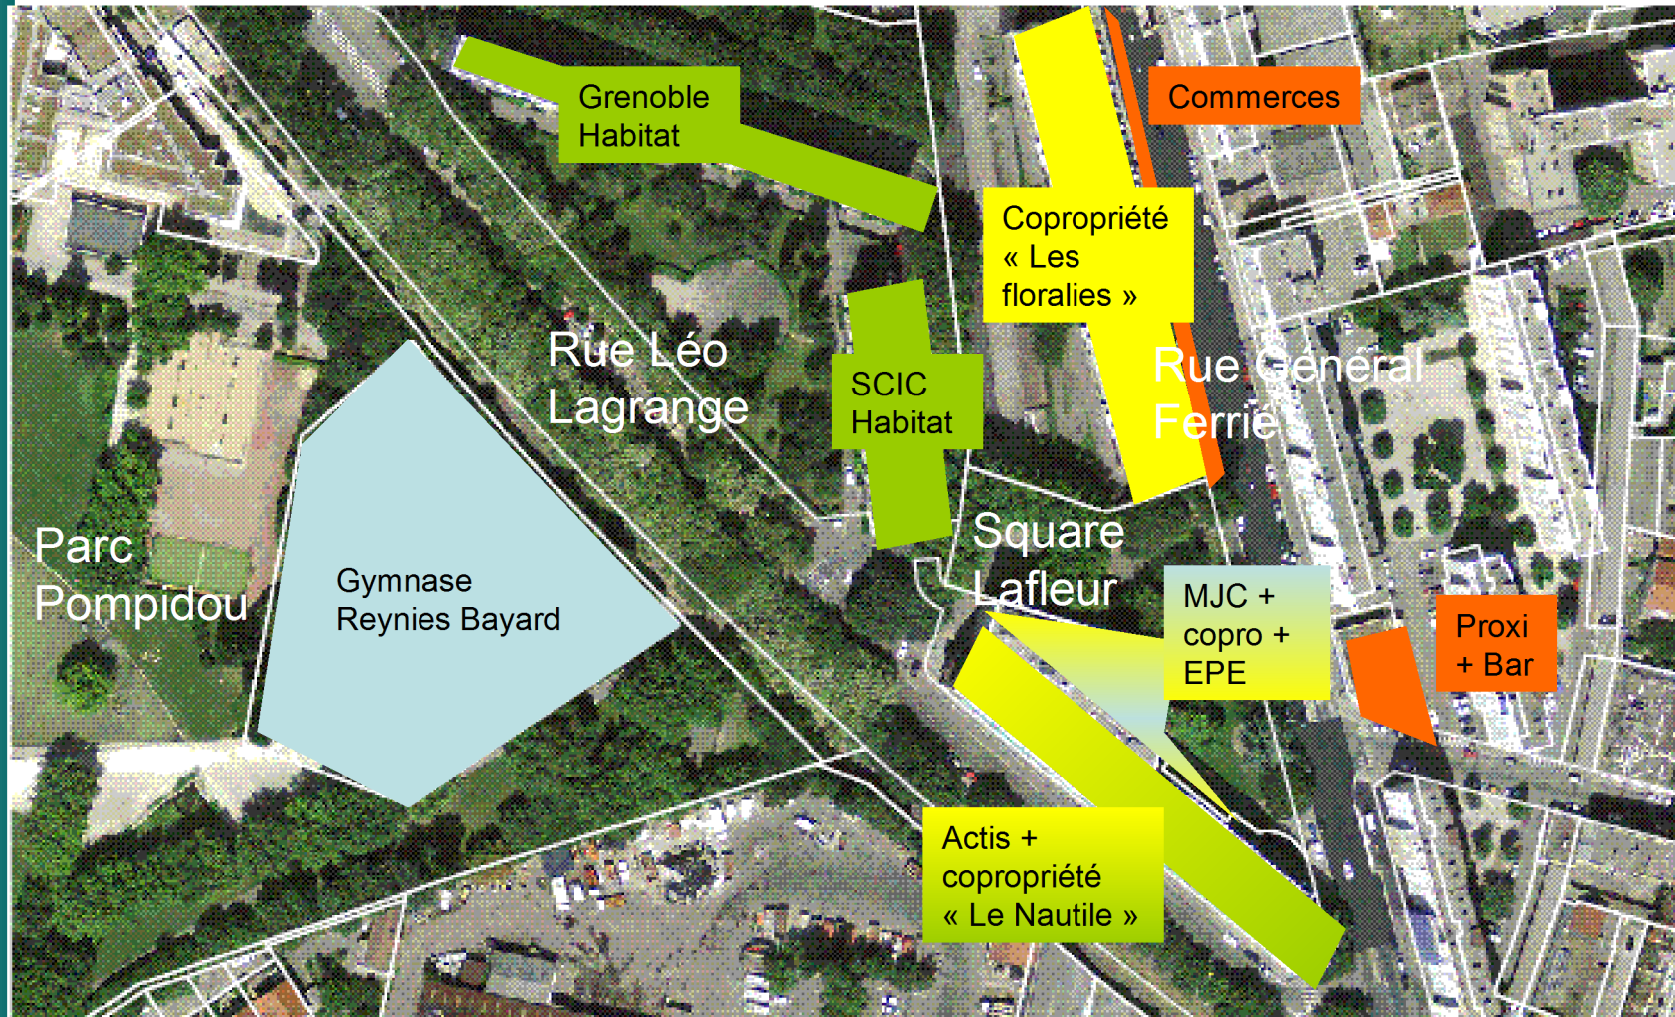 Grenoble
Habitat
Commerces
Copropriété
« Les
floralies »
Rue Léo
Lagrange
SCIC
Habitat
Rue Général
Ferrié
Parc
Pompidou
Gymnase
Reynies Bayard
Square
Lafleur
MJC +
copro +
EPE
Proxi
+ Bar
Actis +
copropriété
« Le Nautile »